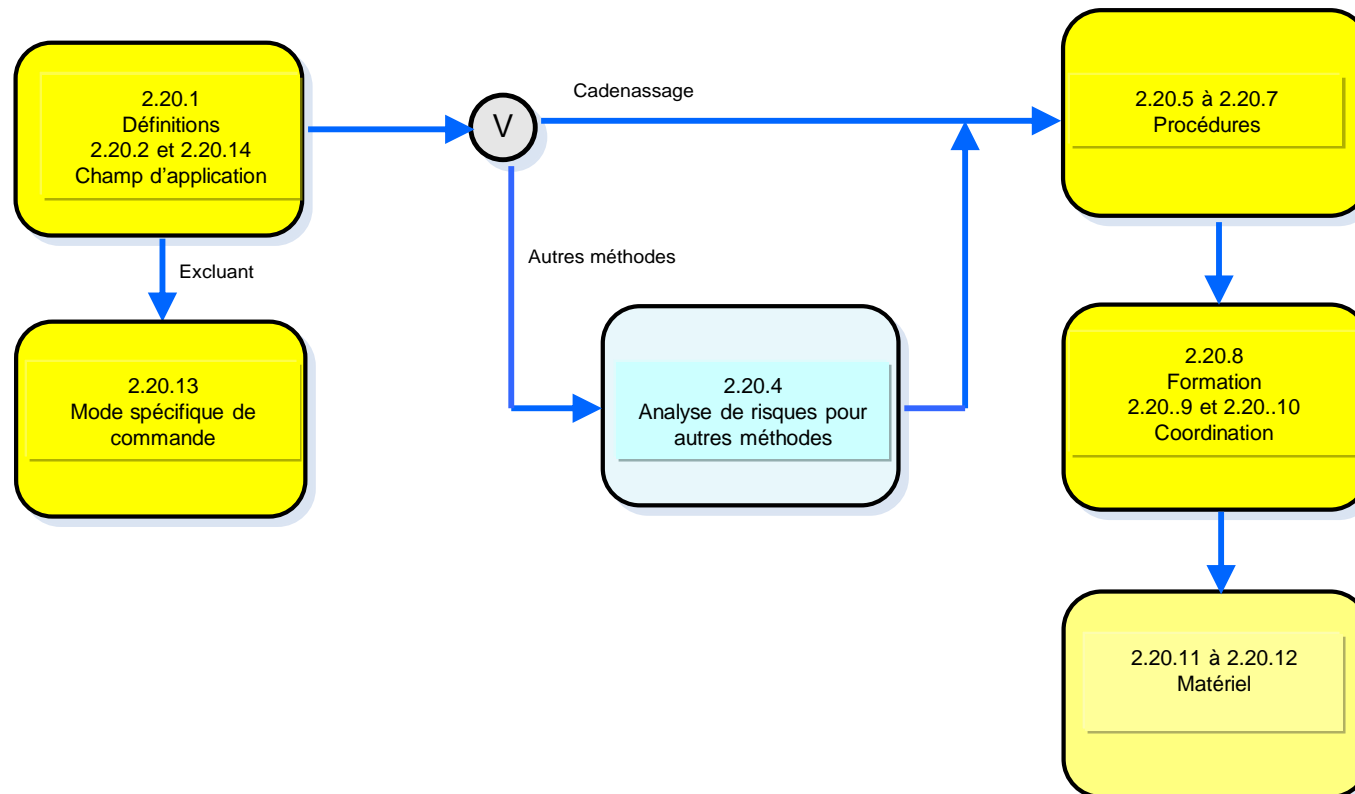 2.20.1
Définitions
2.20.2 et 2.20.14
Champ d'application
Excluant
2.20.13
Mode spécifique de
commande
V
Cadenassage
Autres méthodes
2.20.4
Analyse de risques pour
autres méthodes
2.20.5 à 2.20.7
Procédures
2.20.8
Formation
2.20..9 et 2.20..10
Coordination
2.20.11 à 2.20.12
Matériel